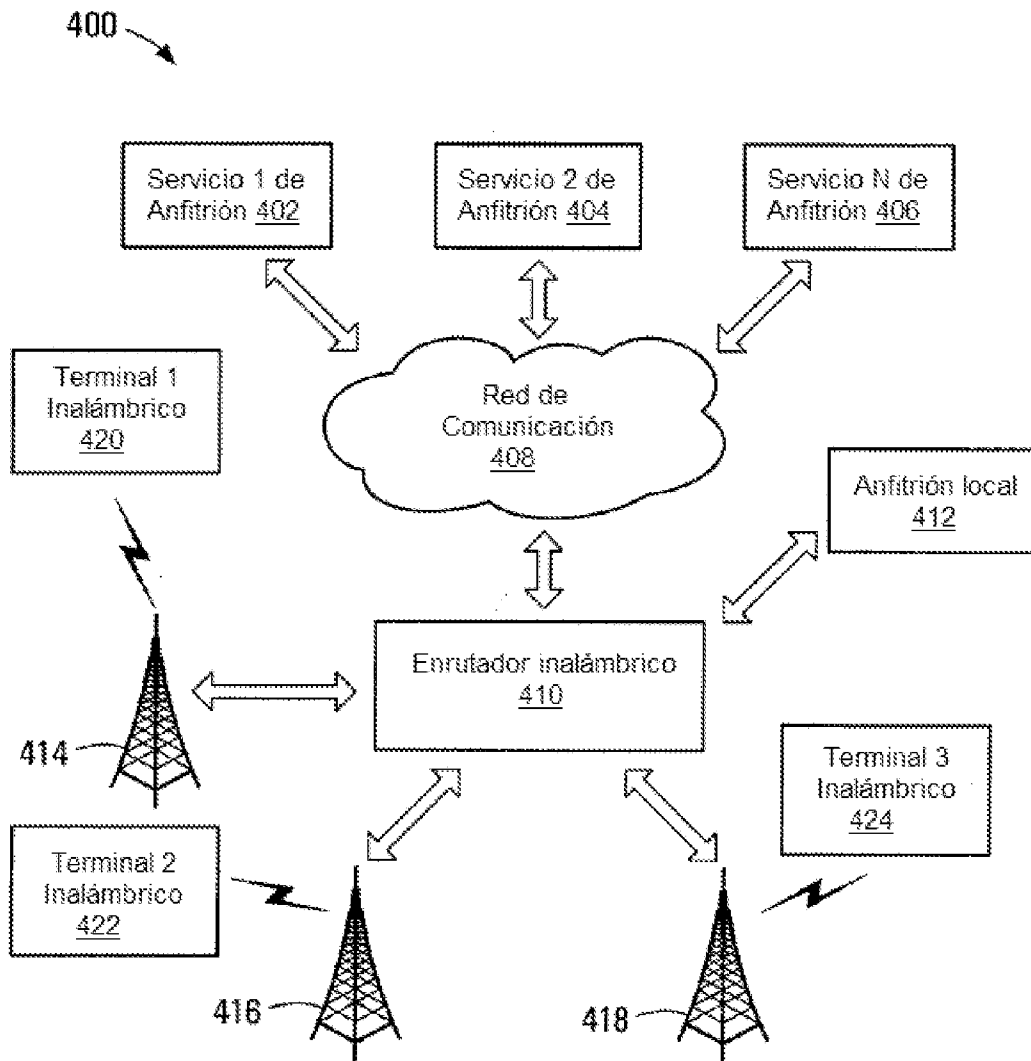 400
Servicio 1 de
Anfitrión 402
Servicio 2 de
Anfitrión 404
Servicio N de
Anfitrión 406
Terminal 1
Inalámbrico
420
Red de
Comunicación
408
Anfitrión local
412
Enrutador inalámbrico
410
414
Terminal 3
Inalámbrico
424
Terminal 2
Inalámbrico
422
416
418